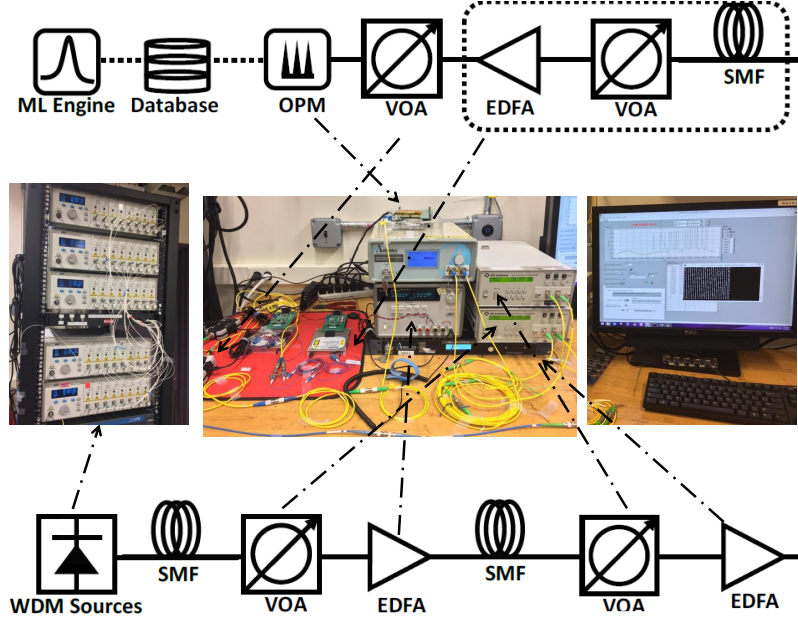 ML Engine
Database
OPM
VOA
EDFA
VOA
SMF
WDM Sources
SMF
VOA
EDFA
SMF
VOA
EDFA